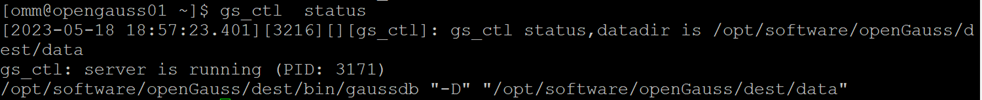 [omm@opengauss01 ~]$ gs_ctl  status
[2023-05-18 18:57:23.401][3216][][gs_ctl]: gs_ctl status,datadir is /opt/software/openGauss/d
est/data
gs_ctl: server is running (PID: 3171)
/opt/software/openGauss/dest/bin/gaussdb "-D" "/opt/software/openGauss/dest/data"